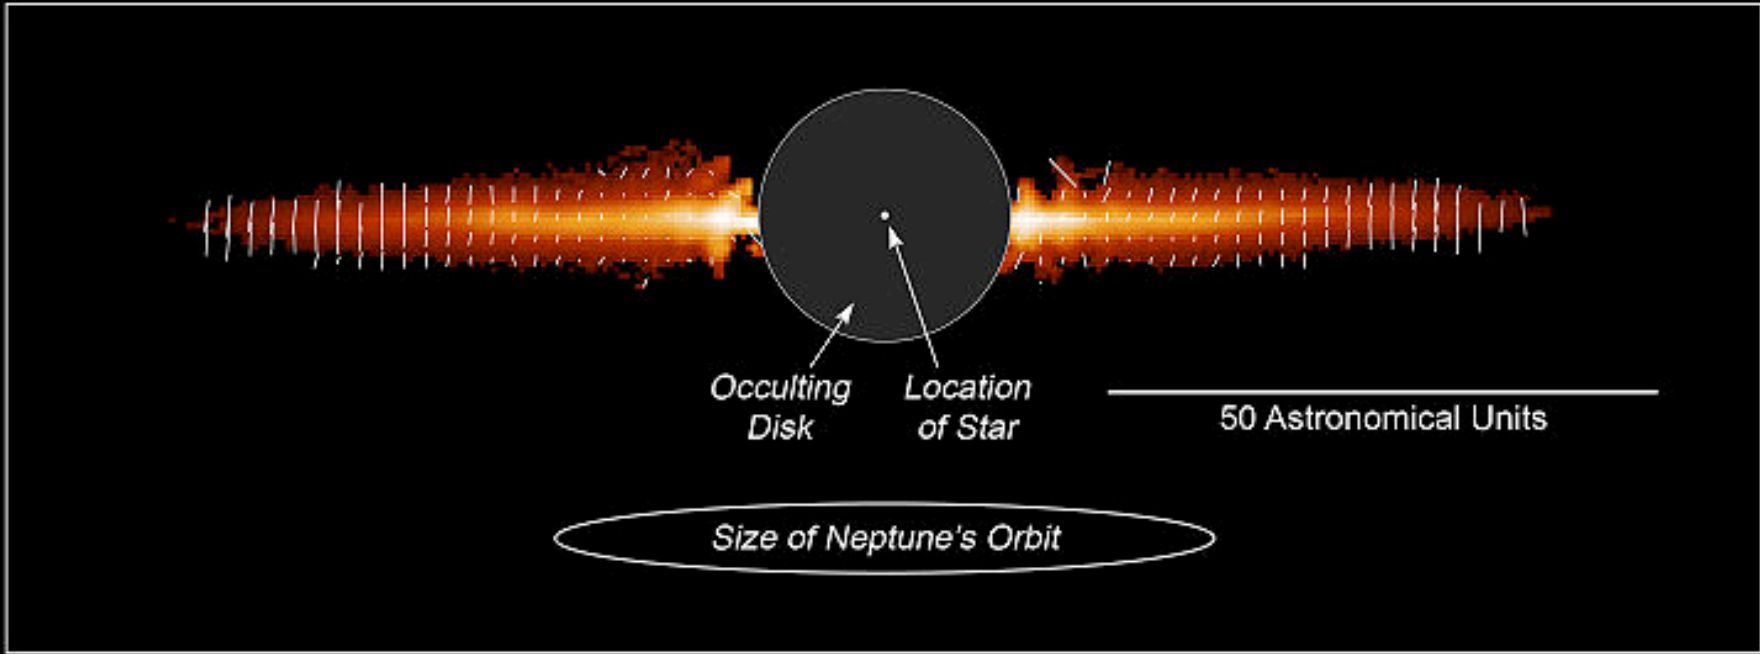 Occulting
Disk
Location
of Star
50 Astronomical Units
Size of Neptune's Orbit